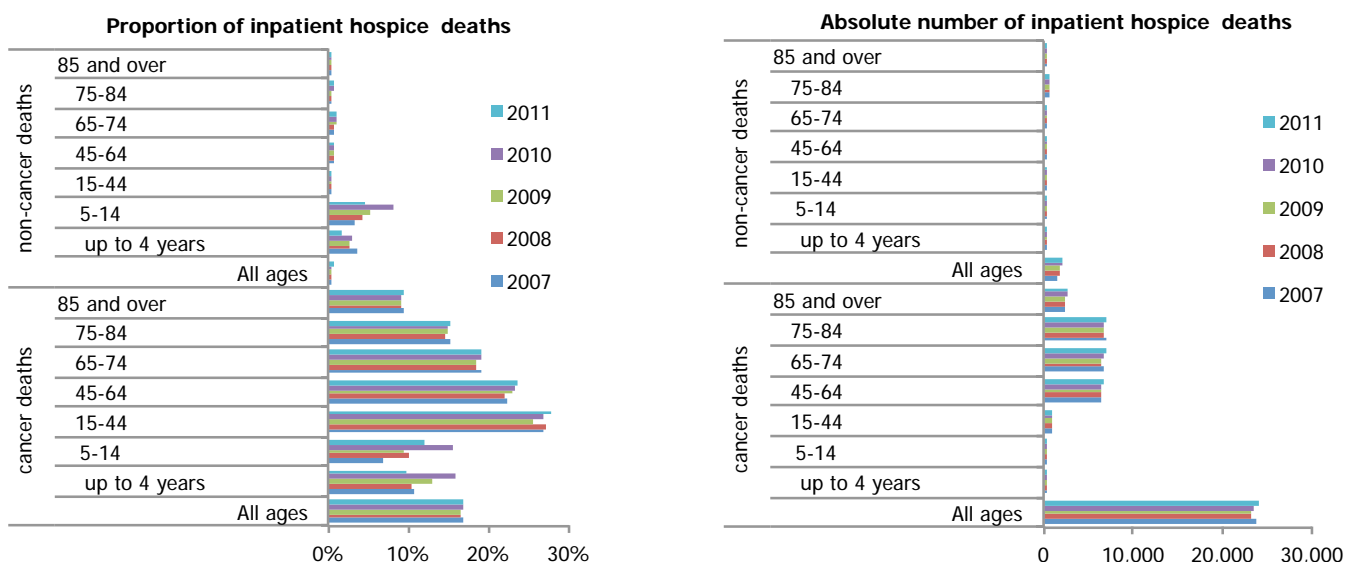 Proportion of inpatient hospice deaths
non-cancer deaths
85 and over
75-84
65-74
45-64
15-44
5-14
up to 4 years
All ages
cancer deaths
85 and over
75-84
65-74
45-64
15-44
5-14
up to 4 years
All ages
0% 10% 20% 30%
2011
2010
2009
2008
2007
Absolute number of inpatient hospice deaths
non-cancer deaths
85 and over
75-84
65-74
45-64
15-44
5-14
up to 4 years
All ages
cancer deaths
85 and over
75-84
65-74
45-64
15-44
5-14
up to 4 years
All ages
0 10,000 20,000 30,000
2011
2010
2009
2008
2007